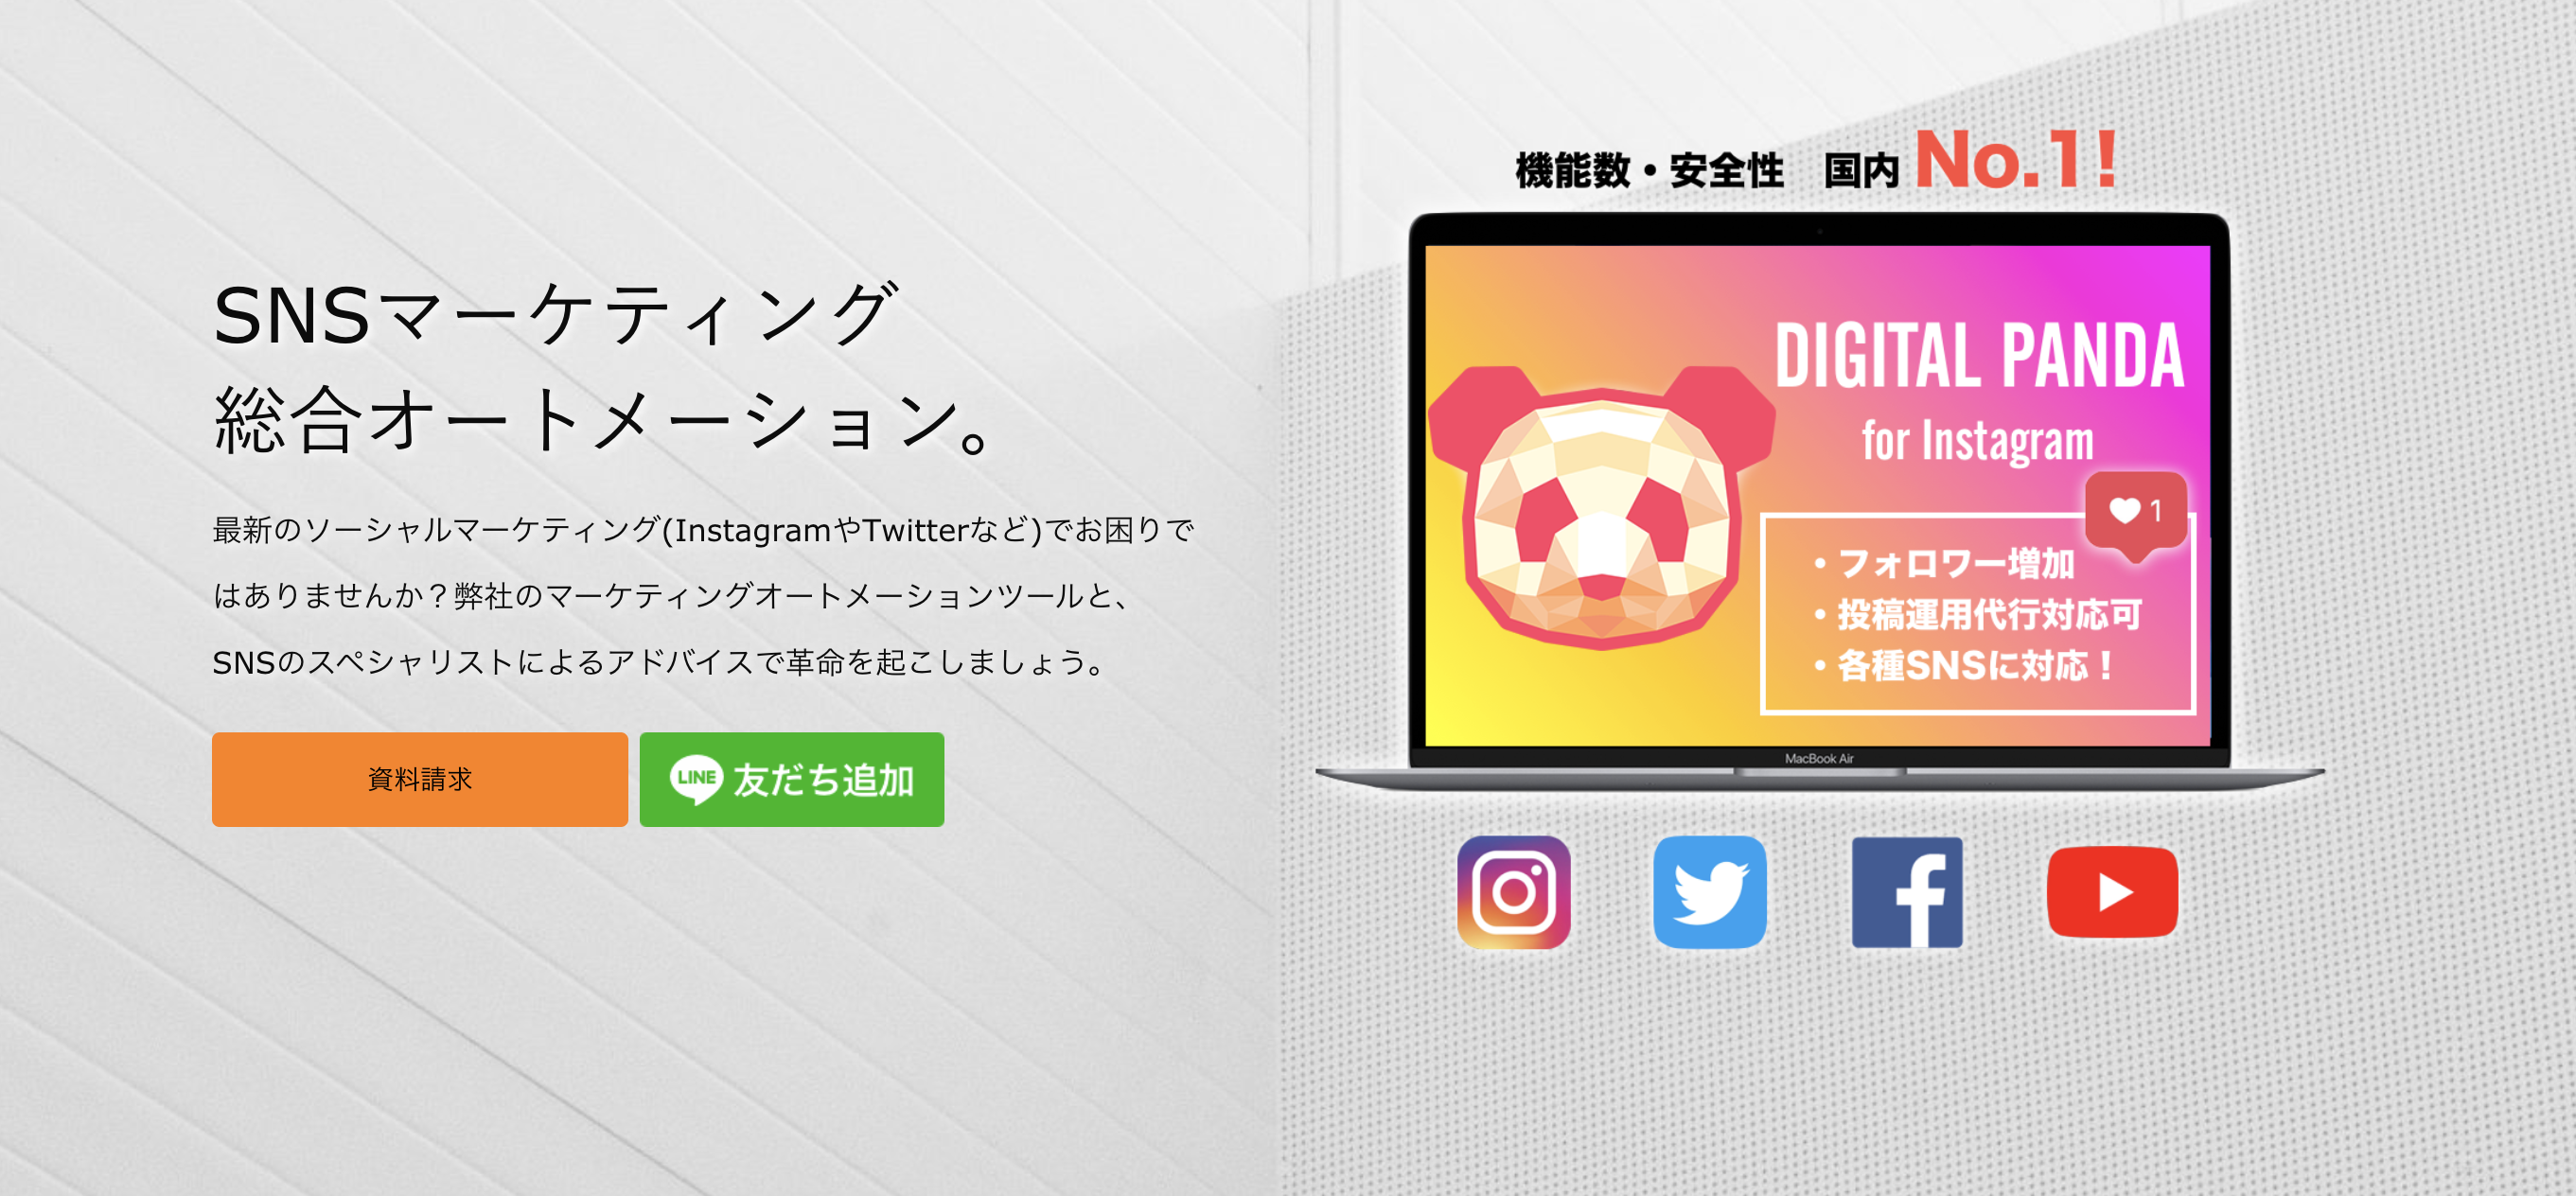 SNSマーケティング
総合オートメーション。
最新のソーシャルマーケティング(InstagramやTwitterなど)でお困りで
はありませんか？弊社のマーケティングオートメーションツールと、
SNSのスペシャリストによるアドバイスで革命を起こしましょう。
資料請求
LINE 友だち追加
機能数・安全性　国内 No.1!
DIGITAL PANDA
for Instagram
1
・フォロワー増加
・投稿運用代行対応可
・各種SNSに対応！
MacBook Air